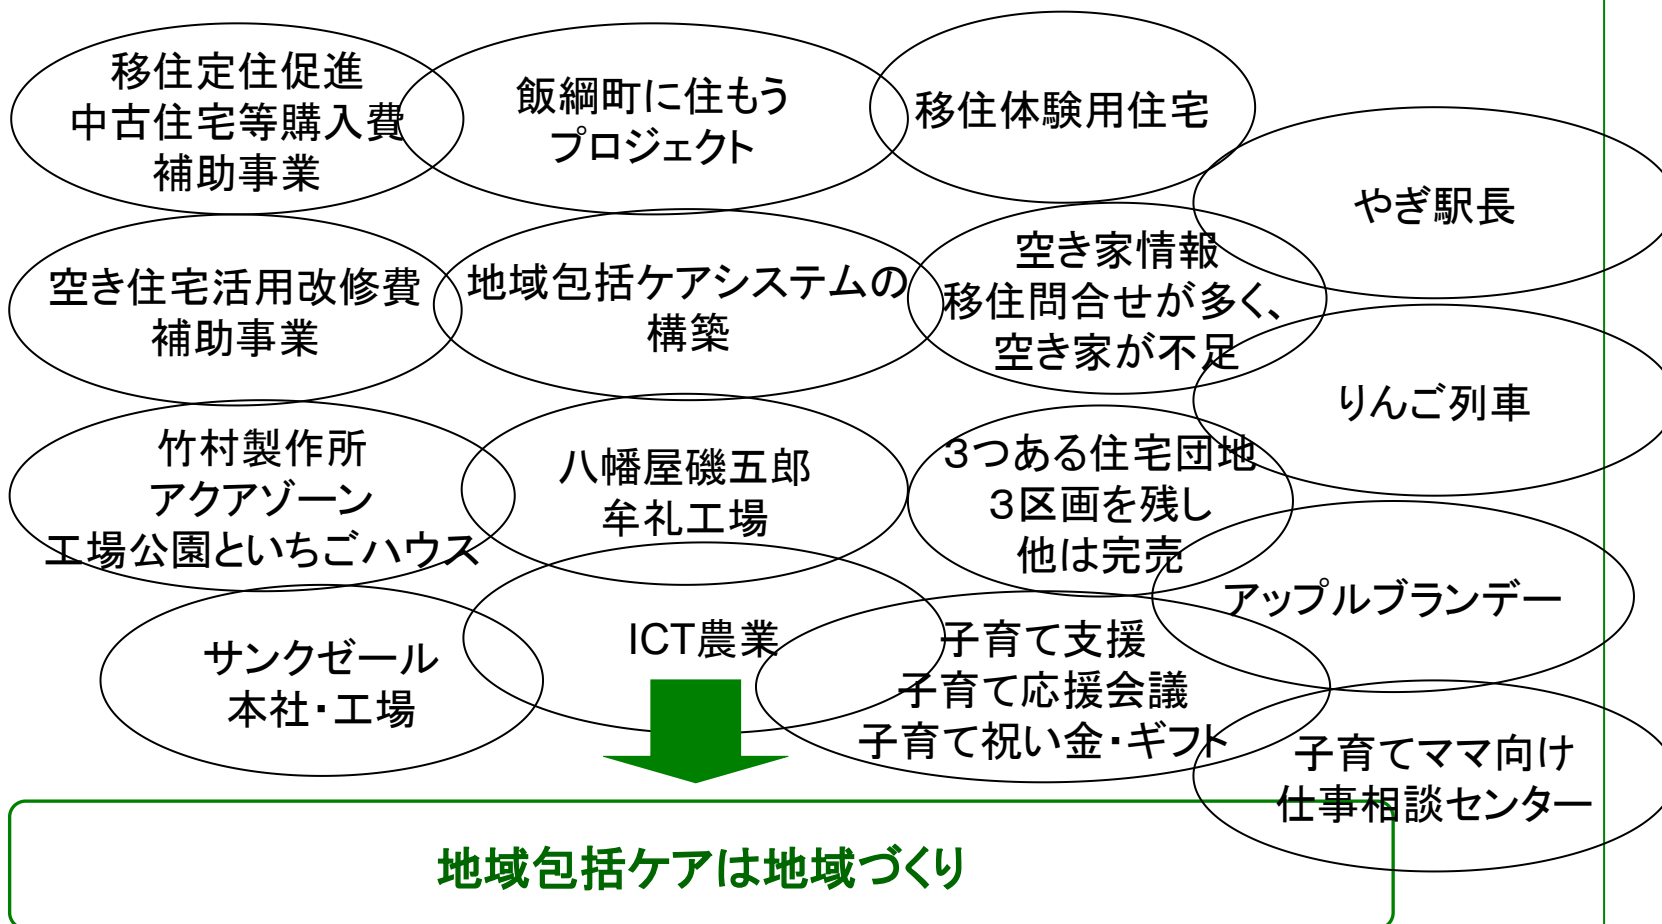 移住定住促進
中古住宅等購入費
補助事業
飯綱町に住もう
プロジェクト
移住体験用住宅
やぎ駅長
空き住宅活用改修費
補助事業
地域包括ケアシステムの
構築
空き家情報
移住問合せが多く、
空き家が不足
りんご列車
竹村製作所
アクアゾーン
工場公園といちごハウス
八幡屋磯五郎
牟礼工場
3つある住宅団地
3区画を残し
他は完売
アップルブランデー
サンクゼール
本社・工場
ICT農業
子育て支援
子育て応援会議
子育て祝い金・ギフト
子育てママ向け
仕事相談センター
地域包括ケアは地域づくり